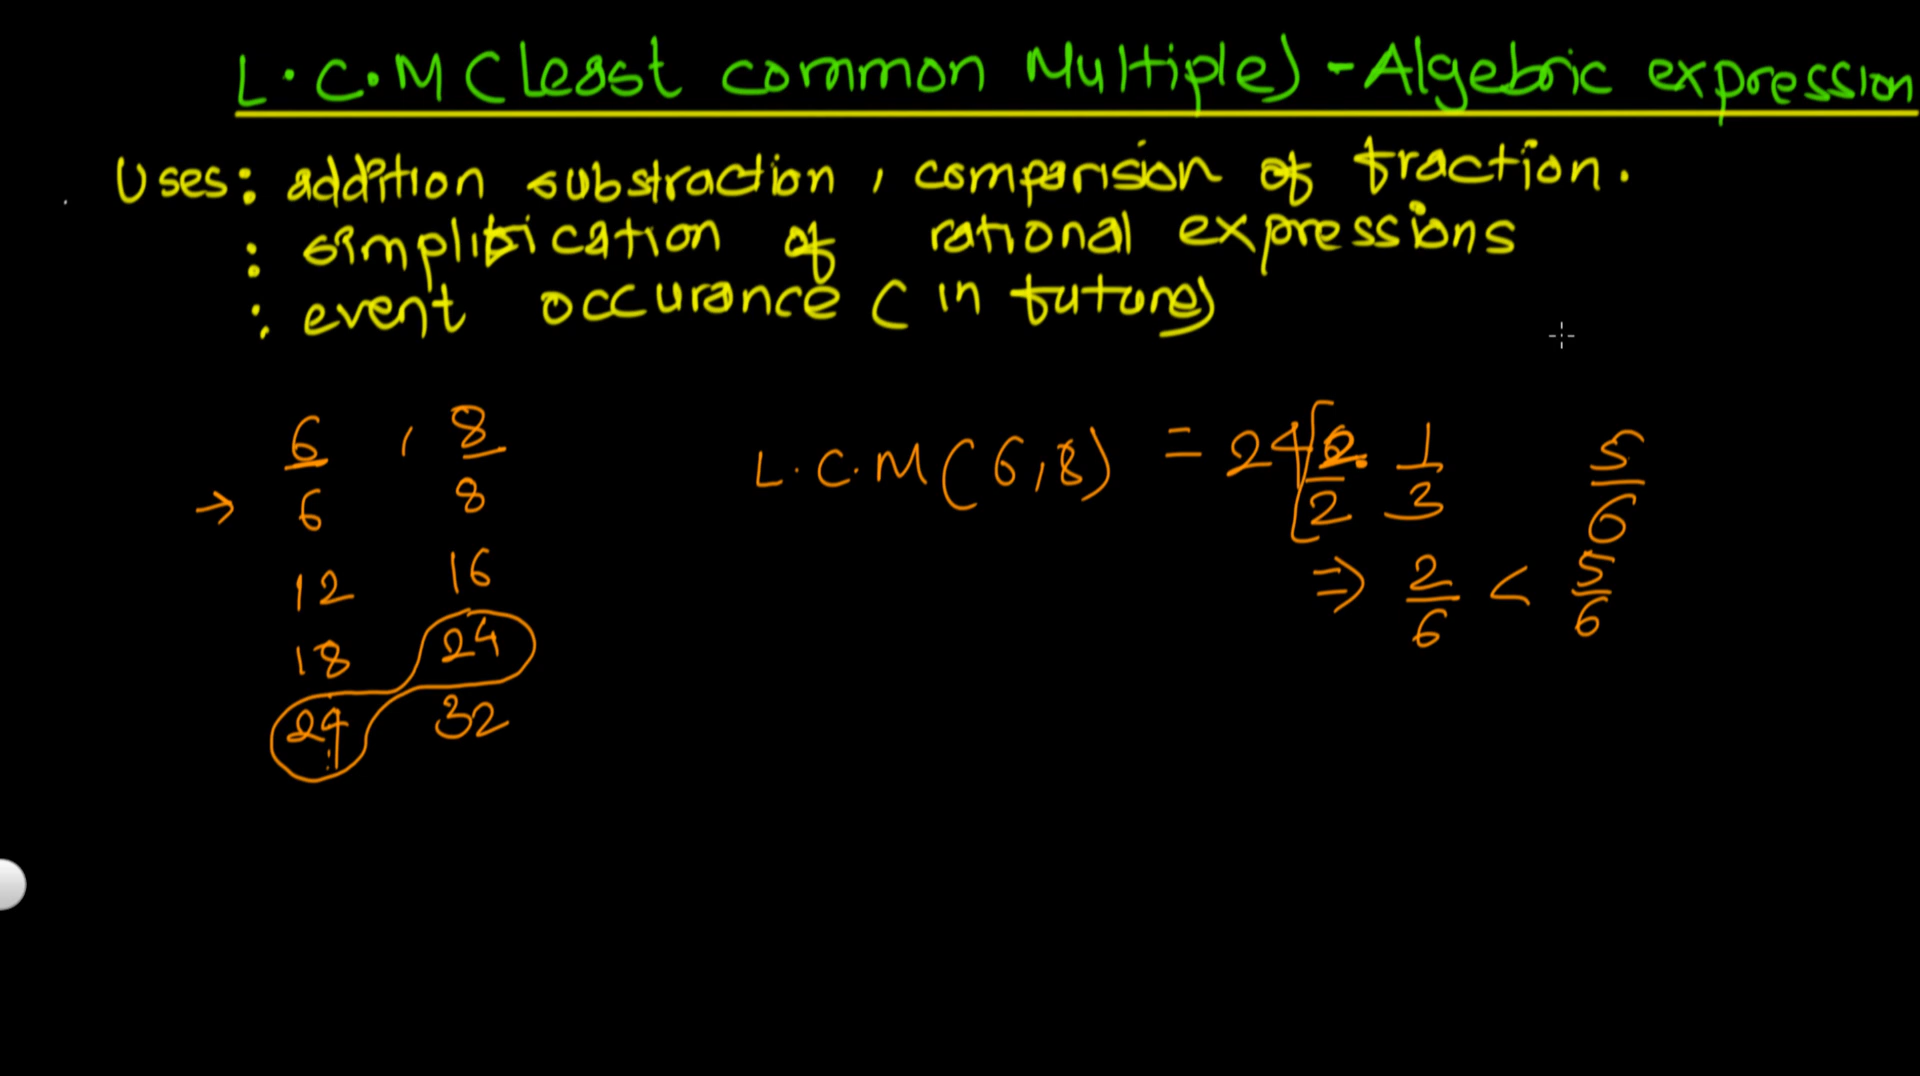 L.C.M (least common Multiple) - Algebric expression
Uses: addition substraction, comparision of fraction.
: simplification of rational expressions
: event occurance (in future)
6 , 8
→ 6 8
12 16
18 24
24 32
L.C.M (6,8) = 24
[2/2 1/3 5/6
⇒ 2/6 < 5/6